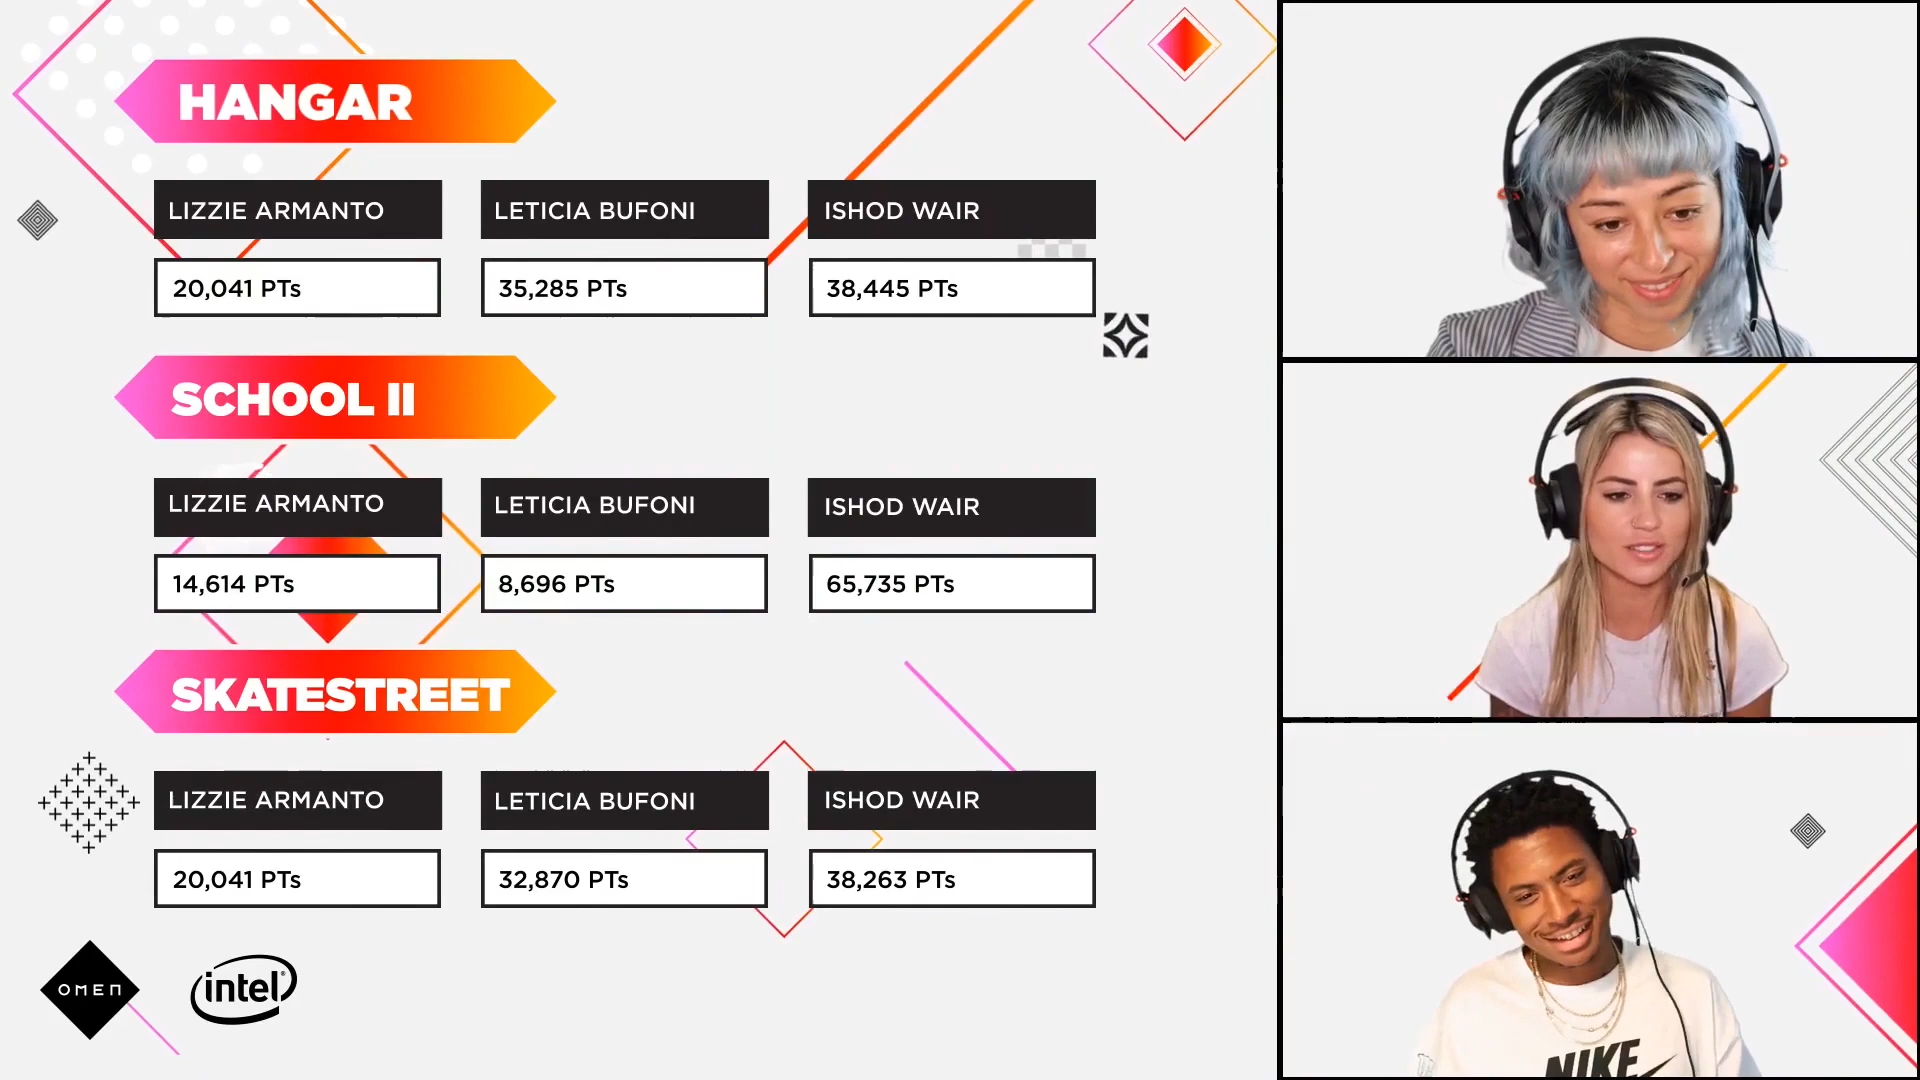 HANGAR
LIZZIE ARMANTO
LETICIA BUFONI
ISHOD WAIR
20,041 PTs
35,285 PTs
38,445 PTs
SCHOOL II
LIZZIE ARMANTO
LETICIA BUFONI
ISHOD WAIR
14,614 PTs
8,696 PTs
65,735 PTs
SKATESTREET
LIZZIE ARMANTO
LETICIA BUFONI
ISHOD WAIR
20,041 PTs
32,870 PTs
38,263 PTs
OMEN
intel
NIKE